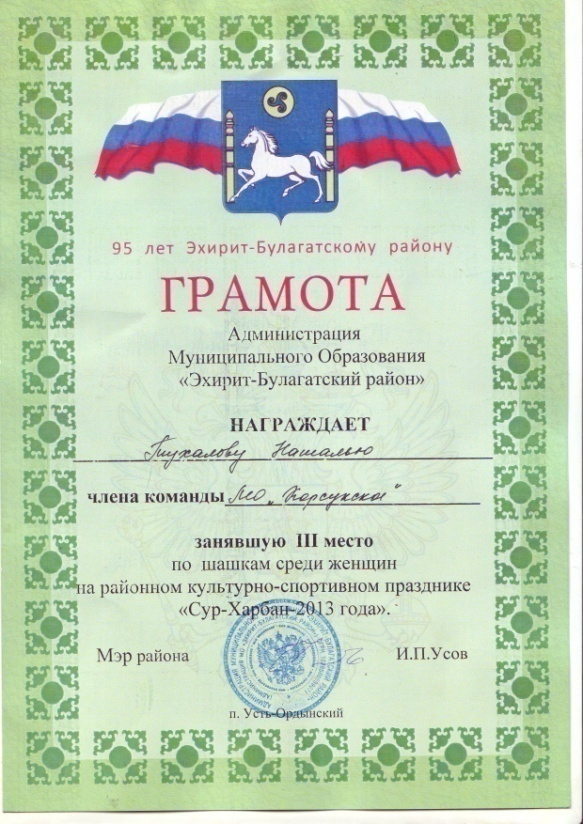 95 лет Эхирит-Булагатскому району
ГРАМОТА
Администрация
Муниципального Образования
«Эхирит-Булагатский район»
НАГРАЖДАЕТ
Наталью
члена команды МО „Корсукское"
занявшую III место
по шашкам среди женщин
на районном культурно-спортивном празднике
«Сур-Харбан-2013 года».
Мэр района И.П.Усов
п. Усть-Ордынский